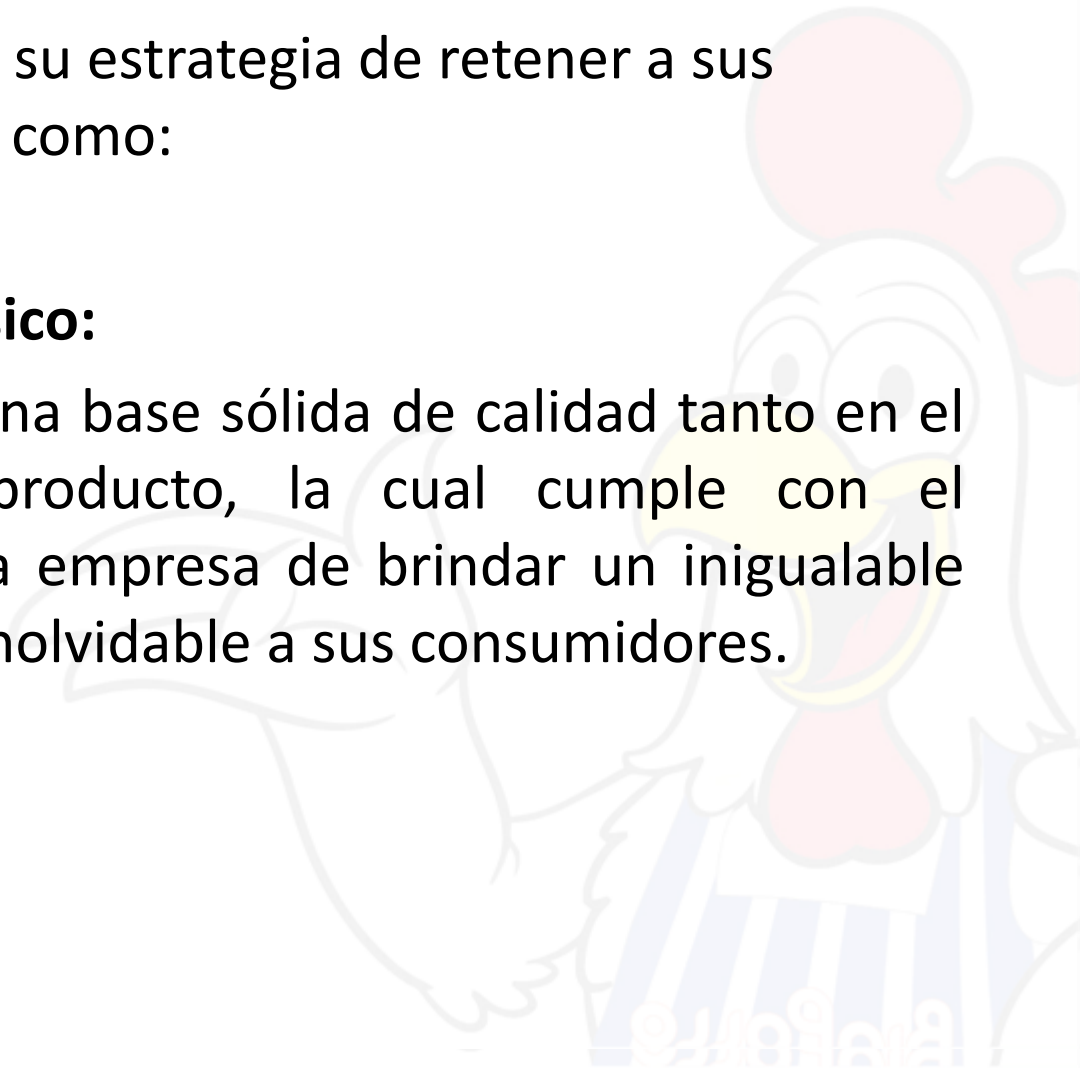 su estrategia de retener a sus
como:
ico:
na base sólida de calidad tanto en el
producto, la cual cumple con el
empresa de brindar un inigualable
nolvidable a sus consumidores.